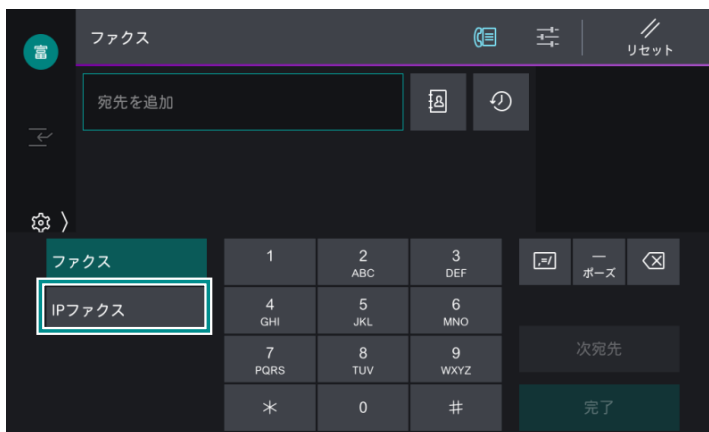 富
ファクス
リセット
宛先を追加
ファクス
IPファクス
1
2
ABC
3
DEF
.=/
ー
ポーズ
4
GHI
5
JKL
6
MNO
7
PQRS
8
TUV
9
WXYZ
次宛先
*
0
#
完了